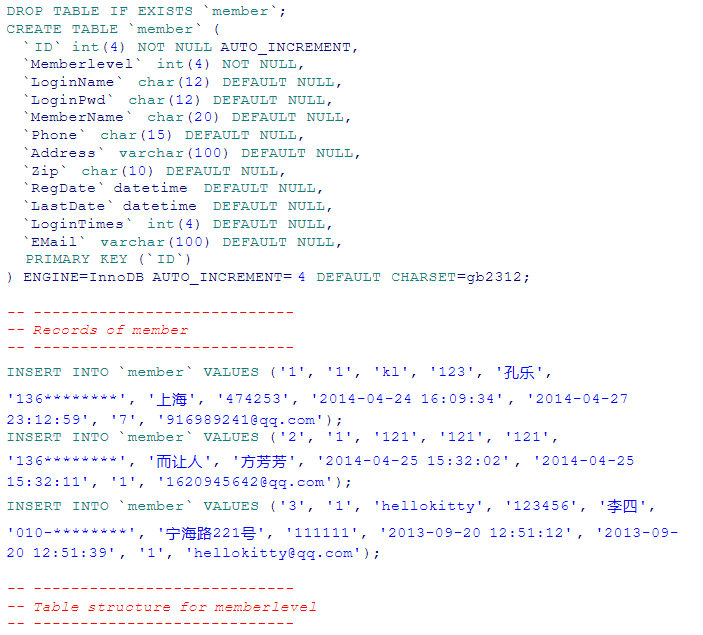 DROP TABLE IF EXISTS `member`;
CREATE TABLE `member` (
  `ID` int(4) NOT NULL AUTO_INCREMENT,
  `Memberlevel` int(4) NOT NULL,
  `LoginName` char(12) DEFAULT NULL,
  `LoginPwd` char(12) DEFAULT NULL,
  `MemberName` char(20) DEFAULT NULL,
  `Phone` char(15) DEFAULT NULL,
  `Address` varchar(100) DEFAULT NULL,
  `Zip` char(10) DEFAULT NULL,
  `RegDate` datetime DEFAULT NULL,
  `LastDate` datetime DEFAULT NULL,
  `LoginTimes` int(4) DEFAULT NULL,
  `EMail` varchar(100) DEFAULT NULL,
  PRIMARY KEY (`ID`)
) ENGINE=InnoDB AUTO_INCREMENT= 4 DEFAULT CHARSET=gb2312;
-- ----------------------------
-- Records of member
-- ----------------------------
INSERT INTO `member` VALUES ('1', '1', 'kl', '123', '孔乐',
'136********', '上海', '474253', '2014-04-24 16:09:34', '2014-04-27
23:12:59', '7', '916989241@qq.com');
INSERT INTO `member` VALUES ('2', '1', '121', '121', '121',
'136********', '而让人', '方芳芳', '2014-04-25 15:32:02', '2014-04-25
15:32:11', '1', '1620945642@qq.com');
INSERT INTO `member` VALUES ('3', '1', 'hellokitty', '123456', '李四',
'010-********', '宁海路221号', '111111', '2013-09-20 12:51:12', '2013-09-
20 12:51:39', '1', 'hellokitty@qq.com');
-- ----------------------------
-- Table structure for memberlevel
-- ----------------------------